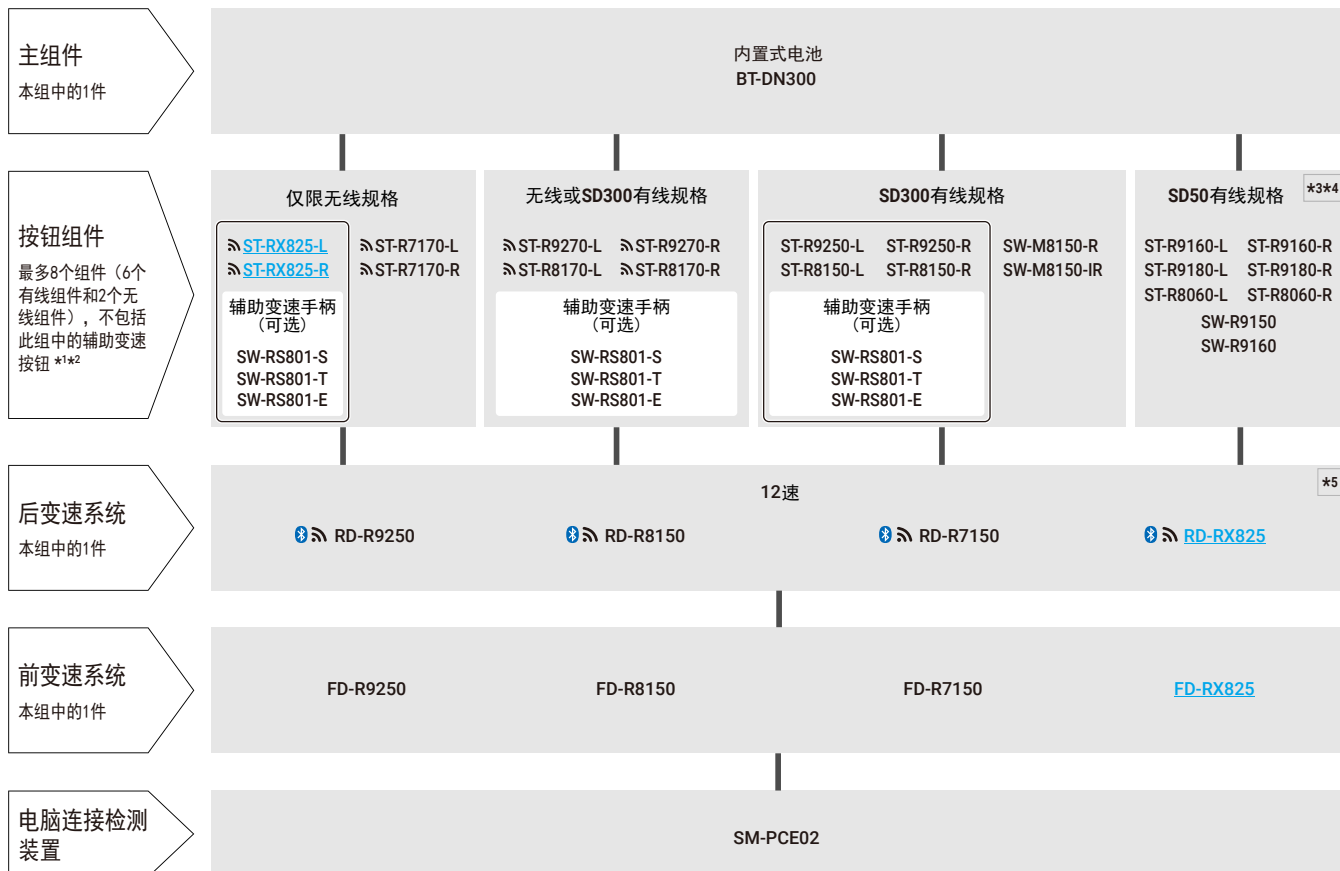 主组件
本组中的1件
内置式电池
BT-DN300
按钮组件
最多8个组件（6个
有线组件和2个无
线组件），不包括
此组中的辅助变速
按钮 *1*2
仅限无线规格
ST-RX825-L ST-R7170-L
ST-RX825-R ST-R7170-R
辅助变速手柄
（可选）
SW-RS801-S
SW-RS801-T
SW-RS801-E
无线或SD300有线规格
ST-R9270-L ST-R9270-R
ST-R8170-L ST-R8170-R
辅助变速手柄
（可选）
SW-RS801-S
SW-RS801-T
SW-RS801-E
SD300有线规格
ST-R9250-L ST-R9250-R SW-M8150-R
ST-R8150-L ST-R8150-R SW-M8150-IR
辅助变速手柄
（可选）
SW-RS801-S
SW-RS801-T
SW-RS801-E
SD50有线规格 *3*4
ST-R9160-L ST-R9160-R
ST-R9180-L ST-R9180-R
ST-R8060-L ST-R8060-R
SW-R9150
SW-R9160
后变速系统
本组中的1件
12速 *5
RD-R9250 RD-R8150 RD-R7150 RD-RX825
前变速系统
本组中的1件
FD-R9250 FD-R8150 FD-R7150 FD-RX825
电脑连接检测
装置
SM-PCE02